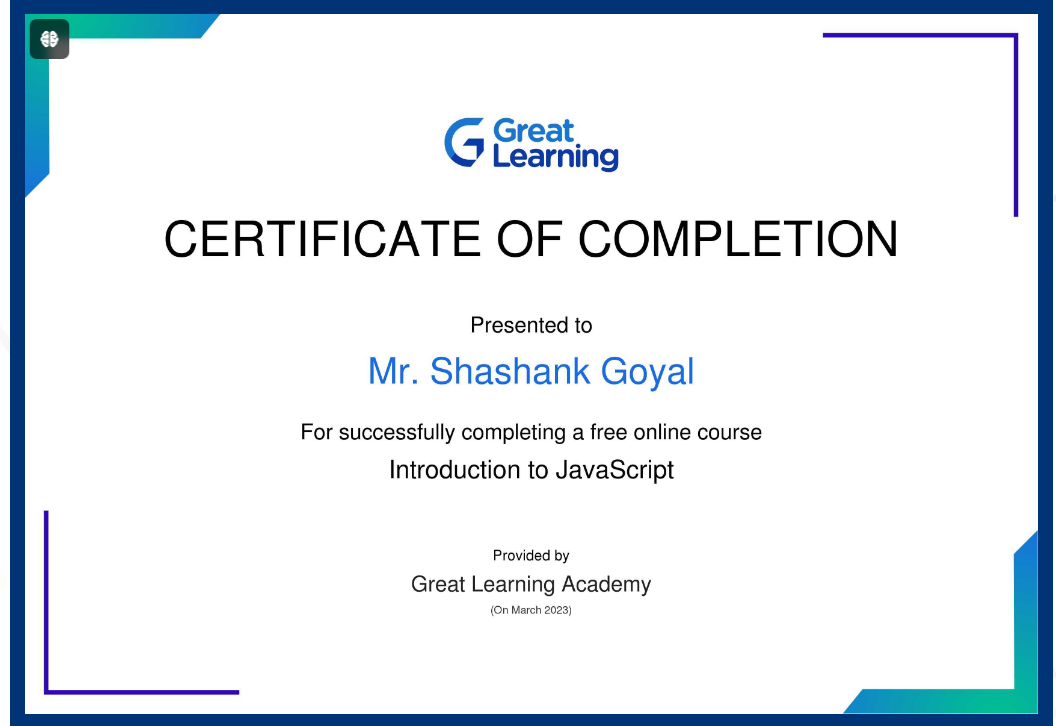 Great
Learning
CERTIFICATE OF COMPLETION
Presented to
Mr. Shashank Goyal
For successfully completing a free online course
Introduction to JavaScript
Provided by
Great Learning Academy
(On March 2023)